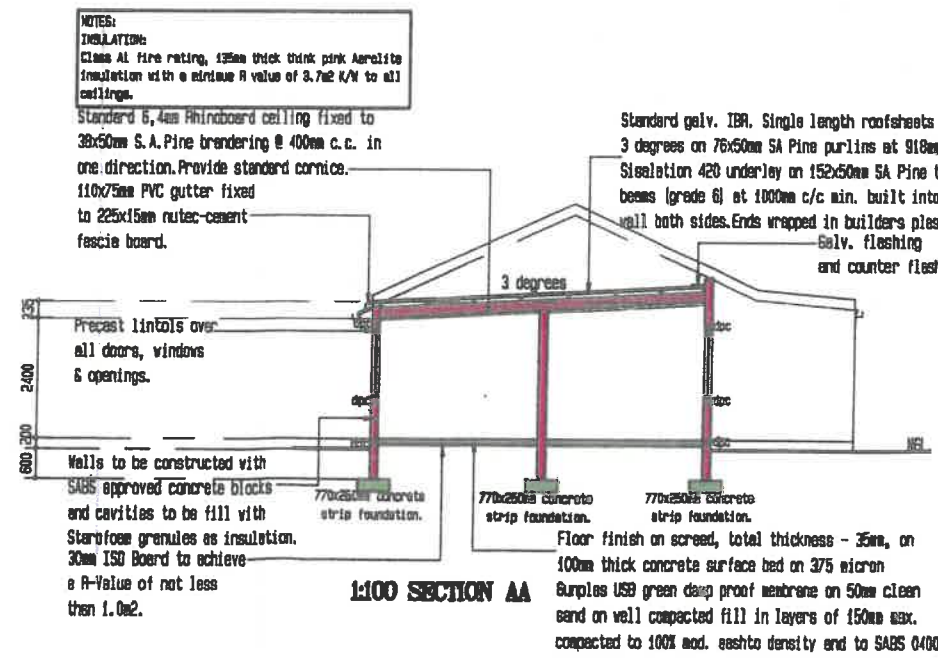 NOTES:
INSULATION:
Class A1 fire rating, 135mm thick think pink Aerolite
insulation with a minimum R value of 3.7m2 K/W to all
ceilings.
Standard 6,4mm Rhinoboard ceiling fixed to
38x50mm S.A.Pine brandering @ 400mm c.c. in
one direction.Provide standard cornice.
110x75mm PVC gutter fixed
to 225x15mm nutec-cement
fascia board.
Standard galv. IBR. Single length roofsheets
3 degrees on 76x50mm SA Pine purlins at 918m
Sisalation 420 underlay on 152x50mm SA Pine t
beams (grade 6) at 1000mm c/c min. built into
wall both sides.Ends wrapped in builders plas
Galv. flashing
and counter flash
3 degrees
235
2400
200
600
Precast lintols over
all doors, windows
& openings.
dpc
dpc
dpc
dpc
NGL
Walls to be constructed with
SABS approved concrete blocks
and cavities to be fill with
Starofoam granules as insulation.
30mm ISO Board to achieve
a R-Value of not less
than 1.0m2.
770x250mm concrete
strip foundation.
770x250mm concrete
strip foundation.
770x250mm concrete
strip foundation.
1:100 SECTION AA
Floor finish on screed, total thickness - 35mm, on
100mm thick concrete surface bed on 375 micron
Gunplas USB green damp proof membrane on 50mm clean
sand on well compacted fill in layers of 150mm max.
compacted to 100% mod. aashto density and to SABS 0400